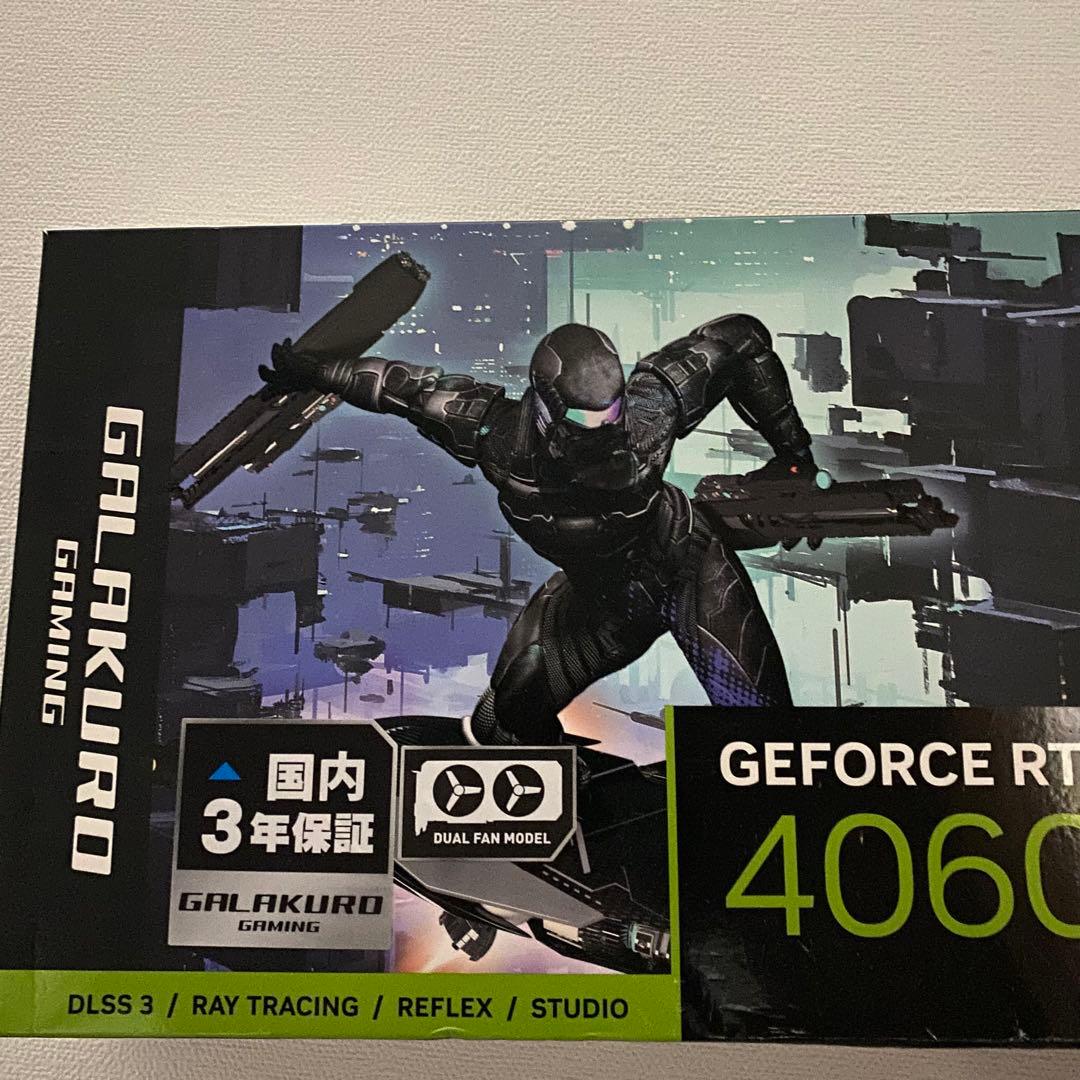 GALAKURO
GAMING
国内
3年保証
GALAKURO
GAMING
DUAL FAN MODEL
GEFORCE RT
4060
DLSS 3 / RAY TRACING / REFLEX / STUDIO